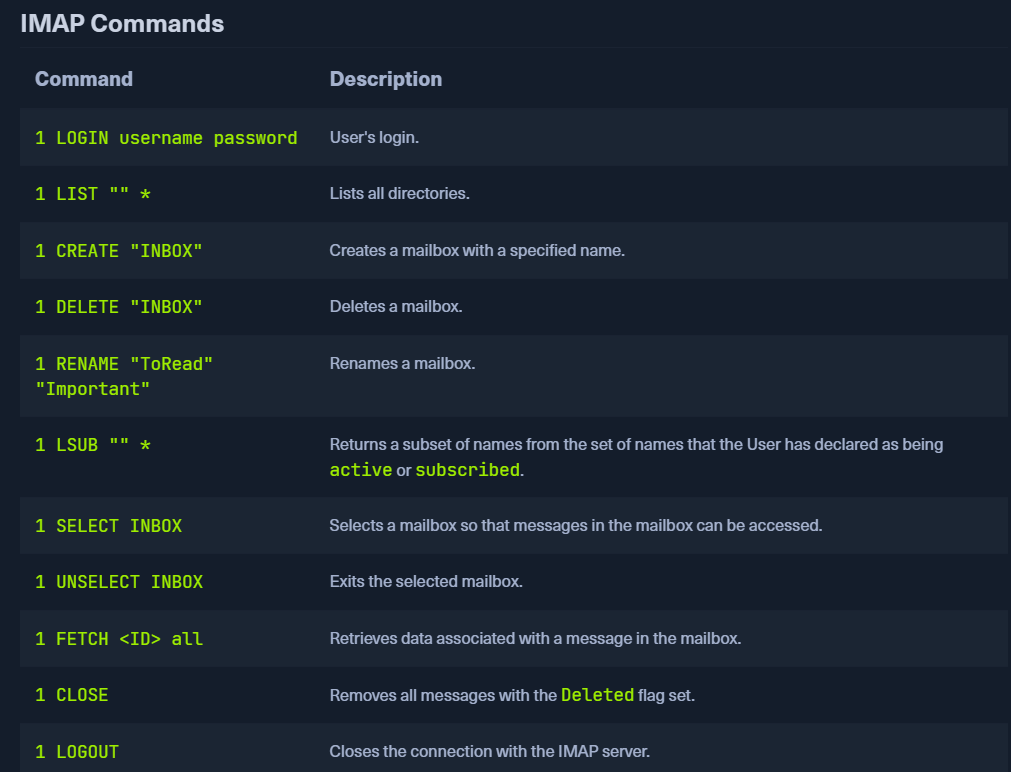 IMAP Commands
Command Description
1 LOGIN username password User's login.
1 LIST "" * Lists all directories.
1 CREATE "INBOX" Creates a mailbox with a specified name.
1 DELETE "INBOX" Deletes a mailbox.
1 RENAME "ToRead" Renames a mailbox.
"Important"
1 LSUB "" * Returns a subset of names from the set of names that the User has declared as being
active or subscribed.
1 SELECT INBOX Selects a mailbox so that messages in the mailbox can be accessed.
1 UNSELECT INBOX Exits the selected mailbox.
1 FETCH <ID> all Retrieves data associated with a message in the mailbox.
1 CLOSE Removes all messages with the Deleted flag set.
1 LOGOUT Closes the connection with the IMAP server.